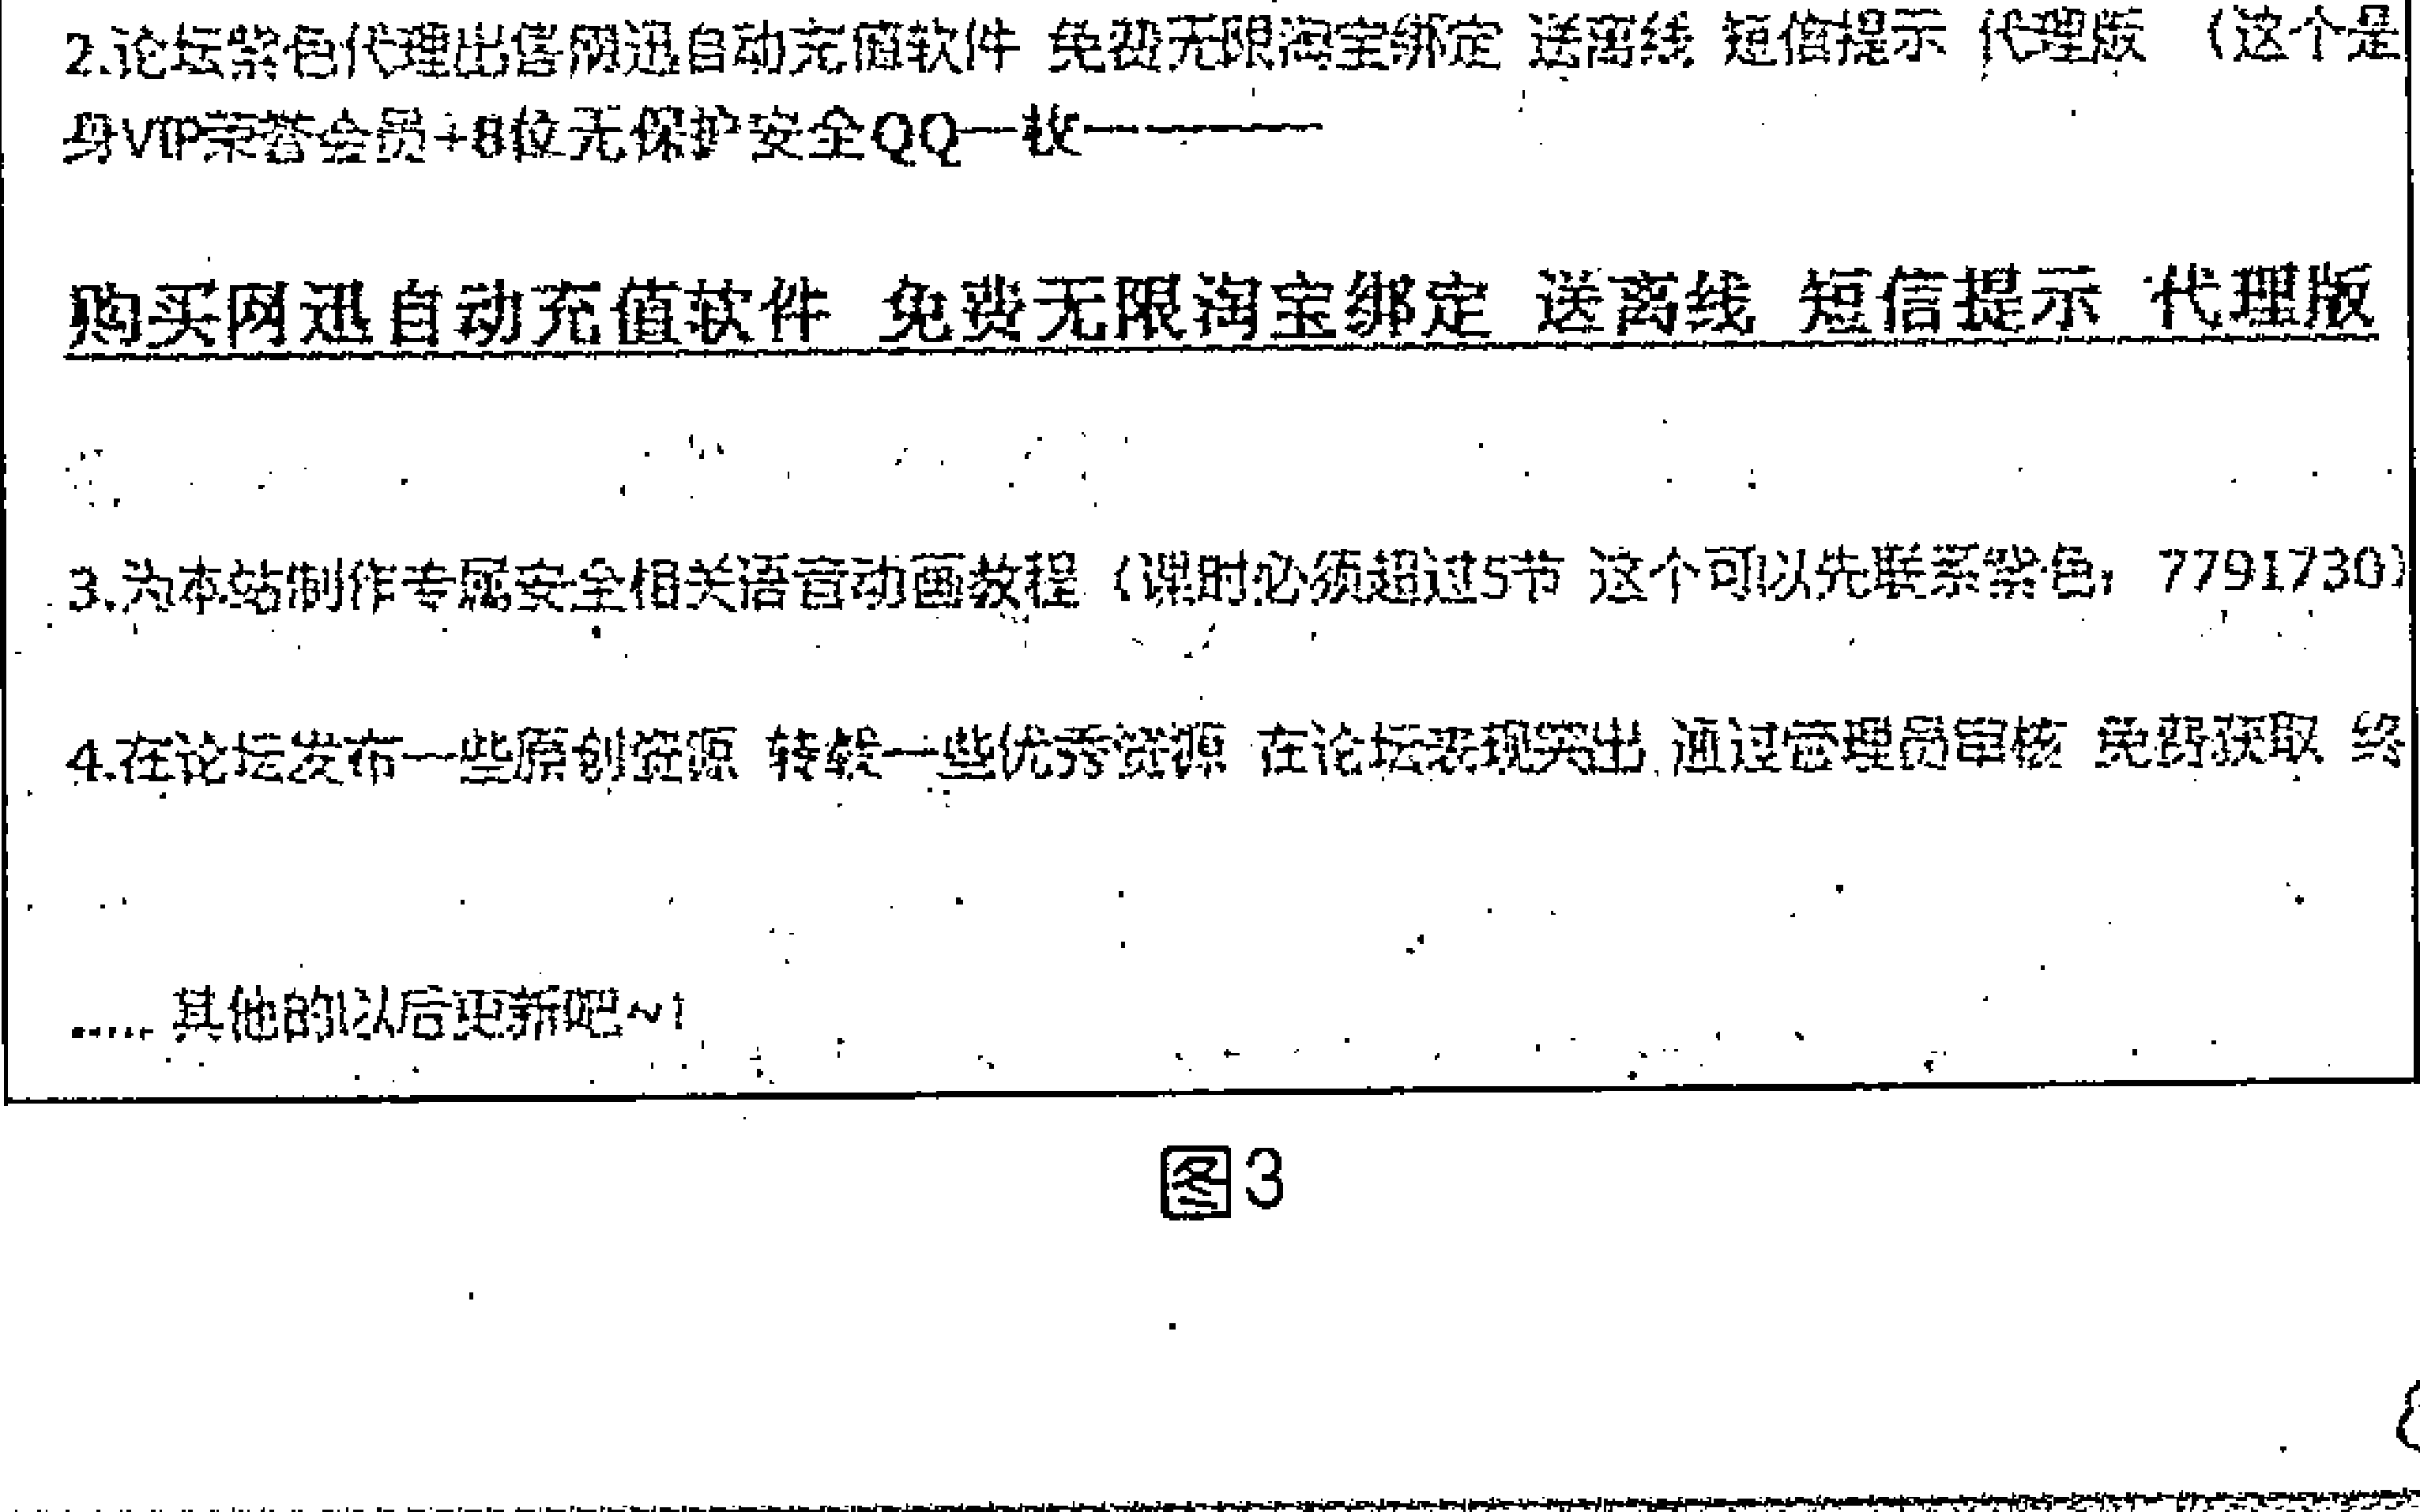 2.论坛紫色代理出售网迅自动充值软件 免费无限淘宝绑定 送离线 短信提示 代理版 （这个是
身VIP荣誉会员+8位无保护安全QQ一枚————
购买网迅自动充值软件 免费无限淘宝绑定 送离线 短信提示 代理版
3.为本站制作专属安全相关语音动画教程（课时必须超过5节 这个可以先联系紫色：7791730）
4.在论坛发布一些原创资源 转载一些优秀资源 在论坛表现突出 通过管理员审核 免费获取 终
..... 其他的以后更新吧~!
图3